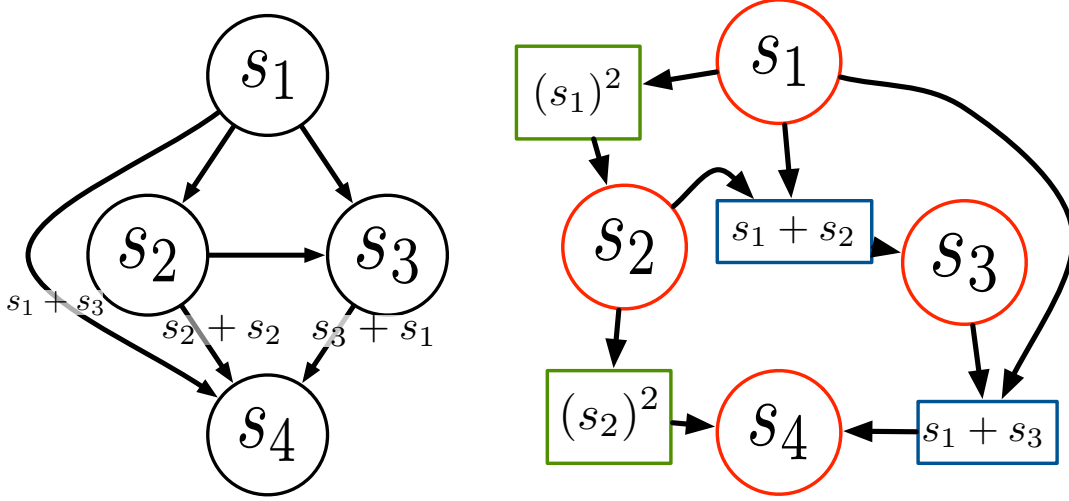 s₁
s₂
s₃
s₁ + s₃
s₂ + s₂
s₃ + s₁
s₄
s₁
(s₁)²
s₂
s₁ + s₂
s₃
(s₂)²
s₄
s₁ + s₃